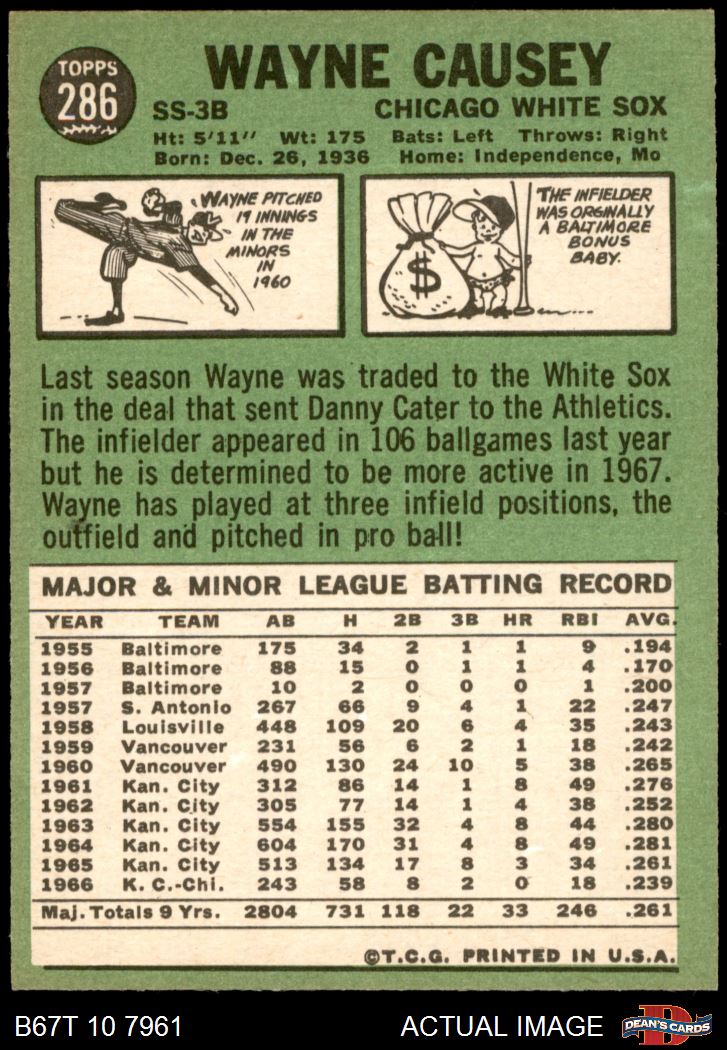 TOPPS
286
WAYNE CAUSEY
SS-3B CHICAGO WHITE SOX
Ht: 5'11" Wt: 175 Bats: Left Throws: Right
Born: Dec. 26, 1936 Home: Independence, Mo
WAYNE PITCHED
19 INNINGS
IN THE
MINORS
IN
1960
$
THE INFIELDER
WAS ORGINALLY
A BALTIMORE
BONUS
BABY.
Last season Wayne was traded to the White Sox
in the deal that sent Danny Cater to the Athletics.
The infielder appeared in 106 ballgames last year
but he is determined to be more active in 1967.
Wayne has played at three infield positions, the
outfield and pitched in pro ball!
MAJOR & MINOR LEAGUE BATTING RECORD
YEAR TEAM AB H 2B 3B HR RBI AVG.
1955 Baltimore 175 34 2 1 1 9 .194
1956 Baltimore 88 15 0 1 1 4 .170
1957 Baltimore 10 2 0 0 0 1 .200
1957 S. Antonio 267 66 9 4 1 22 .247
1958 Louisville 448 109 20 6 4 35 .243
1959 Vancouver 231 56 6 2 1 18 .242
1960 Vancouver 490 130 24 10 5 38 .265
1961 Kan. City 312 86 14 1 8 49 .276
1962 Kan. City 305 77 14 1 4 38 .252
1963 Kan. City 554 155 32 4 8 44 .280
1964 Kan. City 604 170 31 4 8 49 .281
1965 Kan. City 513 134 17 8 3 34 .261
1966 K. C.-Chi. 243 58 8 2 0 18 .239
Maj. Totals 9 Yrs. 2804 731 118 22 33 246 .261
©T.C.G. PRINTED IN U.S.A.
B67T 10 7961 ACTUAL IMAGE
D
DEAN'S CARDS